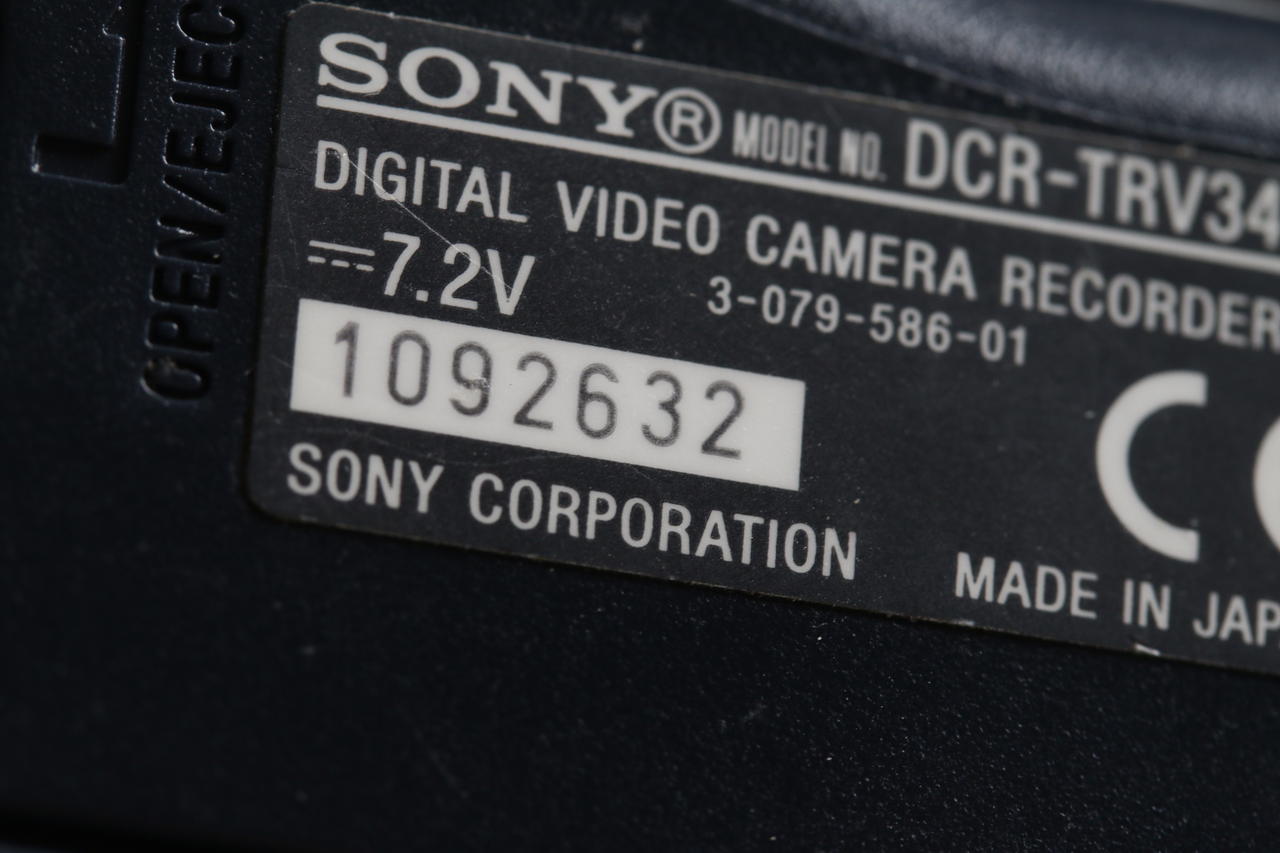 SONY® MODEL NO. DCR-TRV34
DIGITAL VIDEO CAMERA RECORDER
⎓7.2V
3-079-586-01
1092632
SONY CORPORATION
CE
MADE IN JAP
OPEN/EJEC